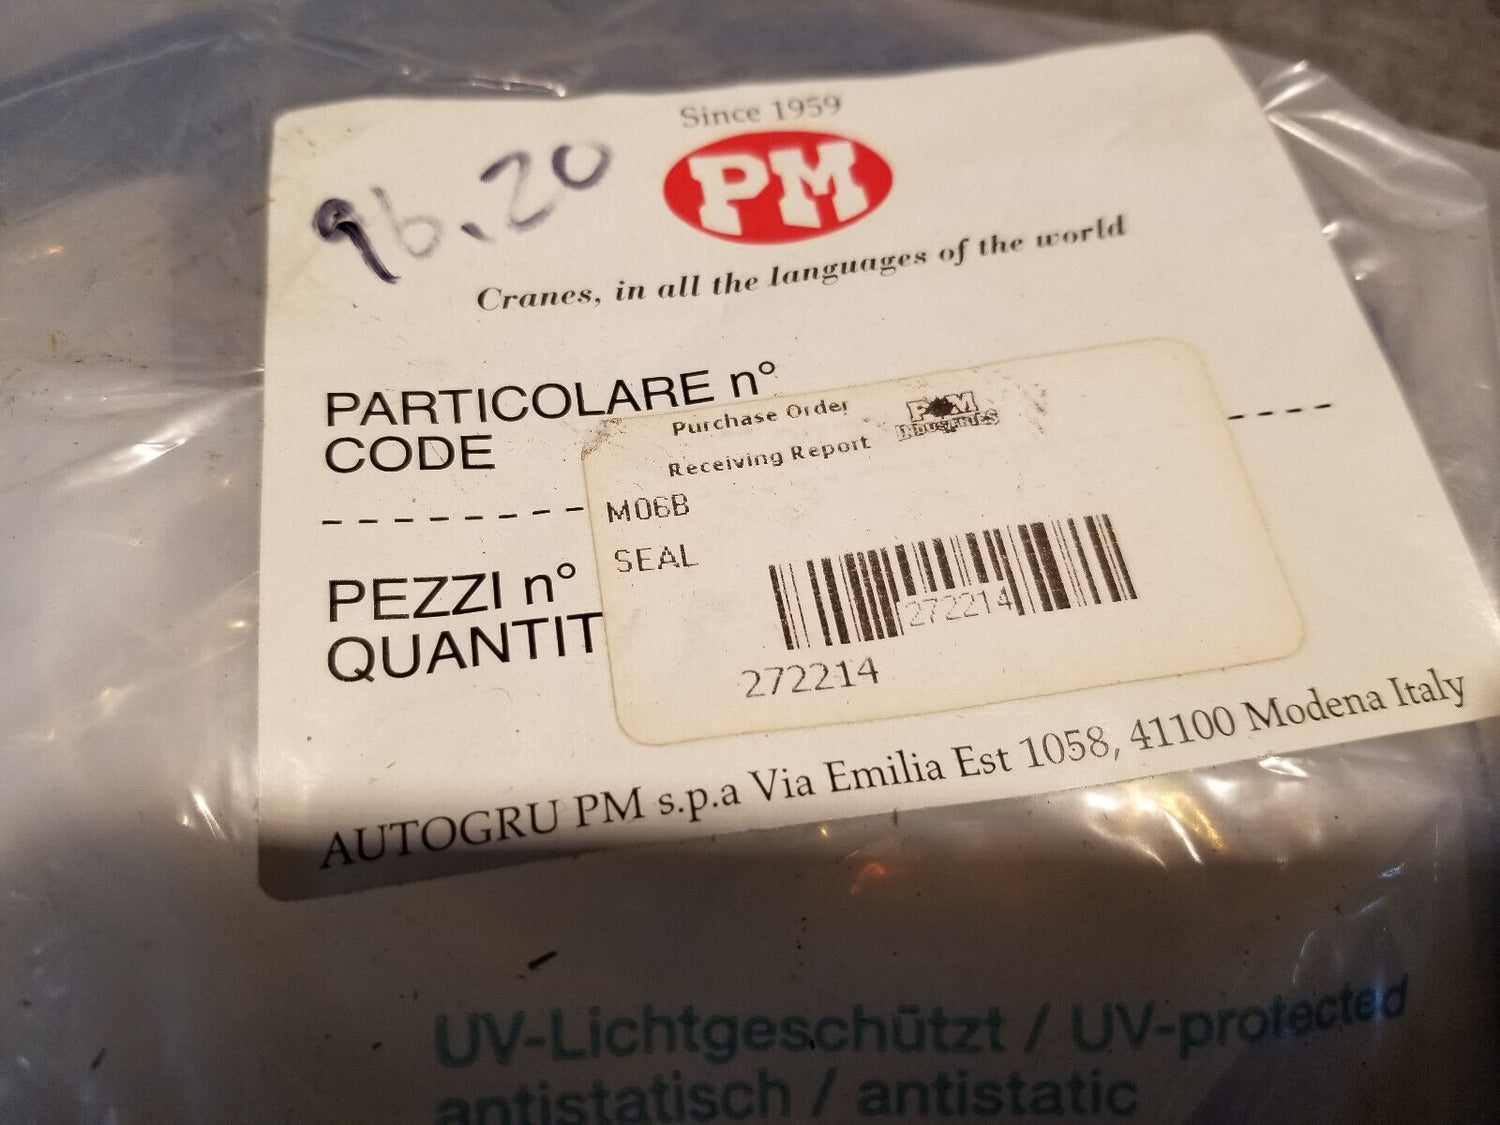 Since 1959
96.20
PM
Cranes, in all the languages of the world
PARTICOLARE n°
CODE
PEZZI n°
QUANTIT
Purchase Order
Receiving Report
P M
INDUSTRIES
M06B
SEAL
272214
272214
AUTOGRU PM s.p.a Via Emilia Est 1058, 41100 Modena Italy
UV-Lichtgeschützt / UV-protected
antistatisch / antistatic